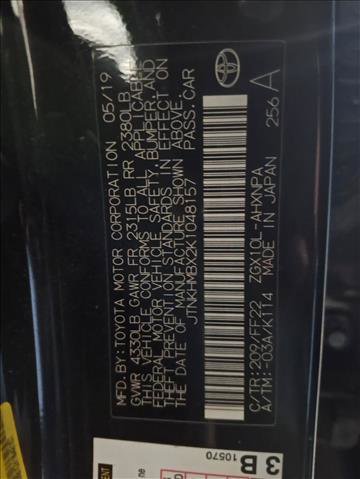 MFD.BY:TOYOTA MOTOR CORPORATION 05/19
GVWR 4330LB GAWR FR 2315LB RR 2380LB
THIS VEHICLE CONFORMS TO ALL APPLICABLE
FEDERAL MOTOR VEHICLE SAFETY, BUMPER, AND
THEFT PREVENTION STANDARDS IN EFFECT ON
THE DATE OF MANUFACTURE SHOWN ABOVE.
JTNKHMBX2K1048157 PASS.CAR
C/TR:209/FF22 ZGX10L-AHXNPA
A/TM:-03A/K114 MADE IN JAPAN 256 A
3 B
10570